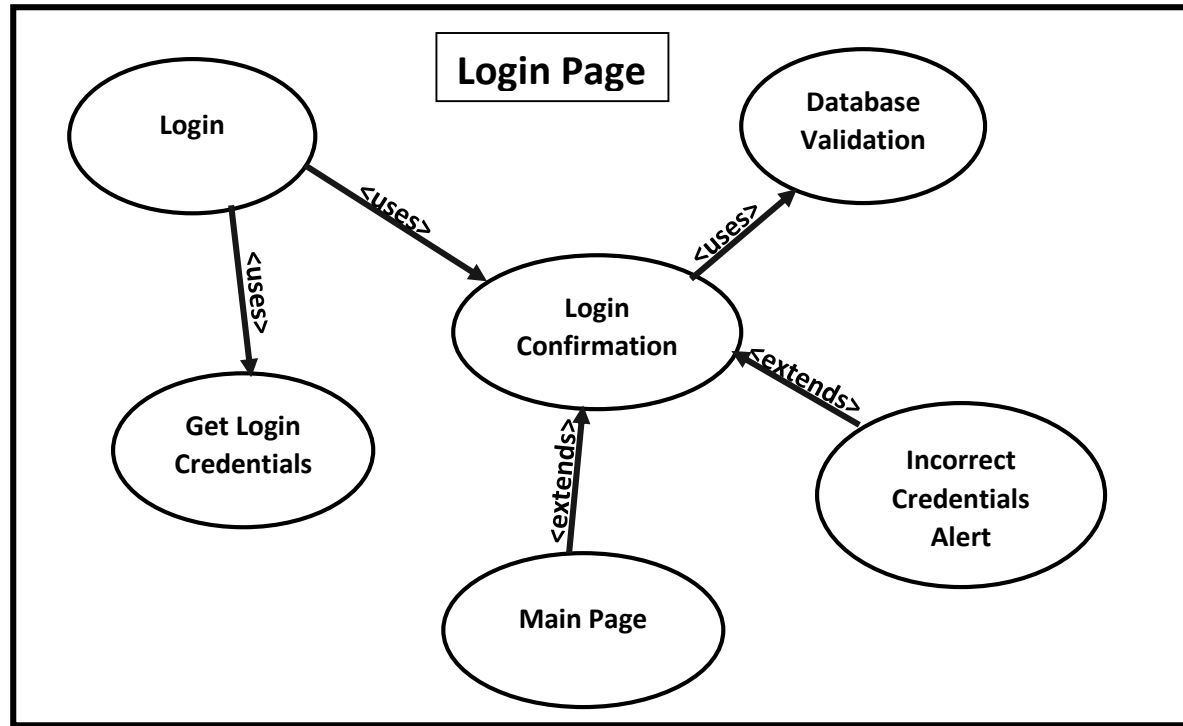 Login Page
Login
Database
Validation
<uses>
<uses>
<uses>
Login
Confirmation
<extends>
Get Login
Credentials
<extends>
Incorrect
Credentials
Alert
Main Page